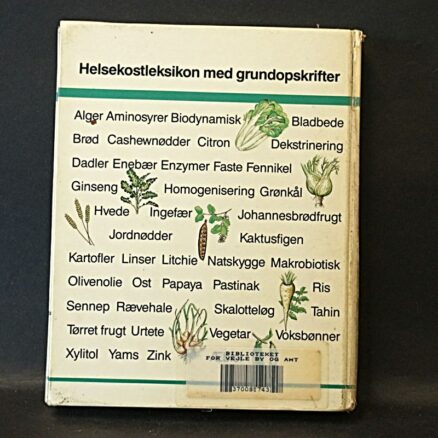 Helsekostleksikon med grundopskrifter
Alger Aminosyrer Biodynamisk Bladbede
Brød Cashewnødder Citron Dekstrinering
Dadler Enebær Enzymer Faste Fennikel
Ginseng Homogenisering Grønkål
Hvede Ingefær Johannesbrødfrugt
Jordnødder Kaktusfigen
Kartofler Linser Litchie Natskygge Makrobiotisk
Olivenolie Ost Papaya Pastinak Ris
Sennep Rævehale Skalotteløg Tahin
Tørret frugt Urtete Vegetar Voksbønner
Xylitol Yams Zink
BIBLIOTEKET
FOR VEJLE BY OG AMT